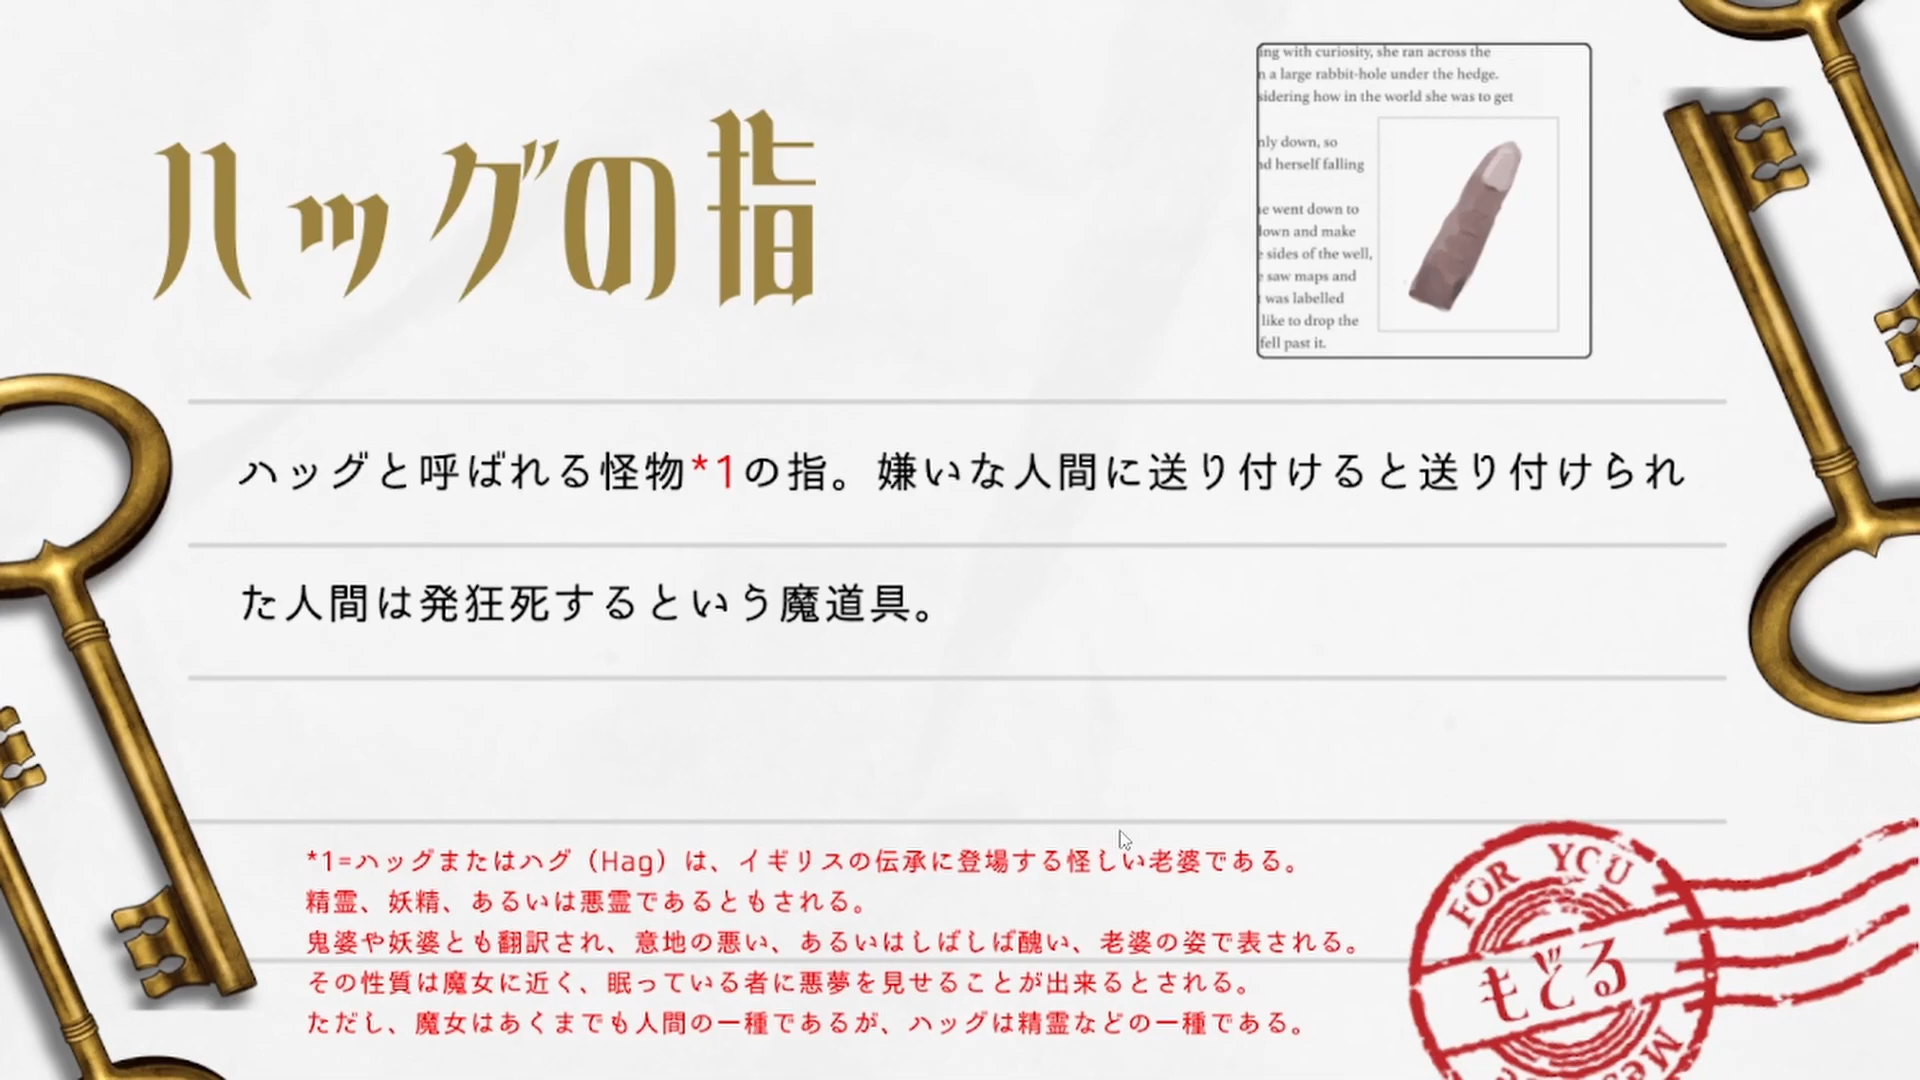 ハッグの指
ing with curiosity, she ran across the
n a large rabbit-hole under the hedge.
sidering how in the world she was to get
nly down, so
nd herself falling
e went down to
down and make
e sides of the well,
e saw maps and
t was labelled
like to drop the
fell past it.
ハッグと呼ばれる怪物*1の指。嫌いな人間に送り付けると送り付けられ
た人間は発狂死するという魔道具。
*1=ハッグまたはハグ（Hag）は、イギリスの伝承に登場する怪しい老婆である。
精霊、妖精、あるいは悪霊であるともされる。
鬼婆や妖婆とも翻訳され、意地の悪い、あるいはしばしば醜い、老婆の姿で表される。
その性質は魔女に近く、眠っている者に悪夢を見せることが出来るとされる。
ただし、魔女はあくまでも人間の一種であるが、ハッグは精霊などの一種である。
FOR YOU
もどる